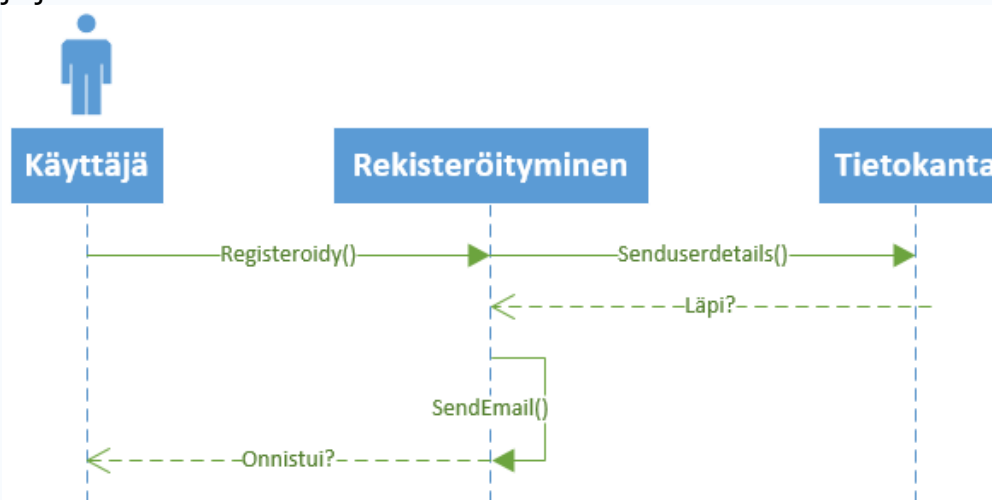 Käyttäjä
Rekisteröityminen
Tietokanta
Registeroidy()
Senduserdetails()
Läpi?
SendEmail()
Onnistui?